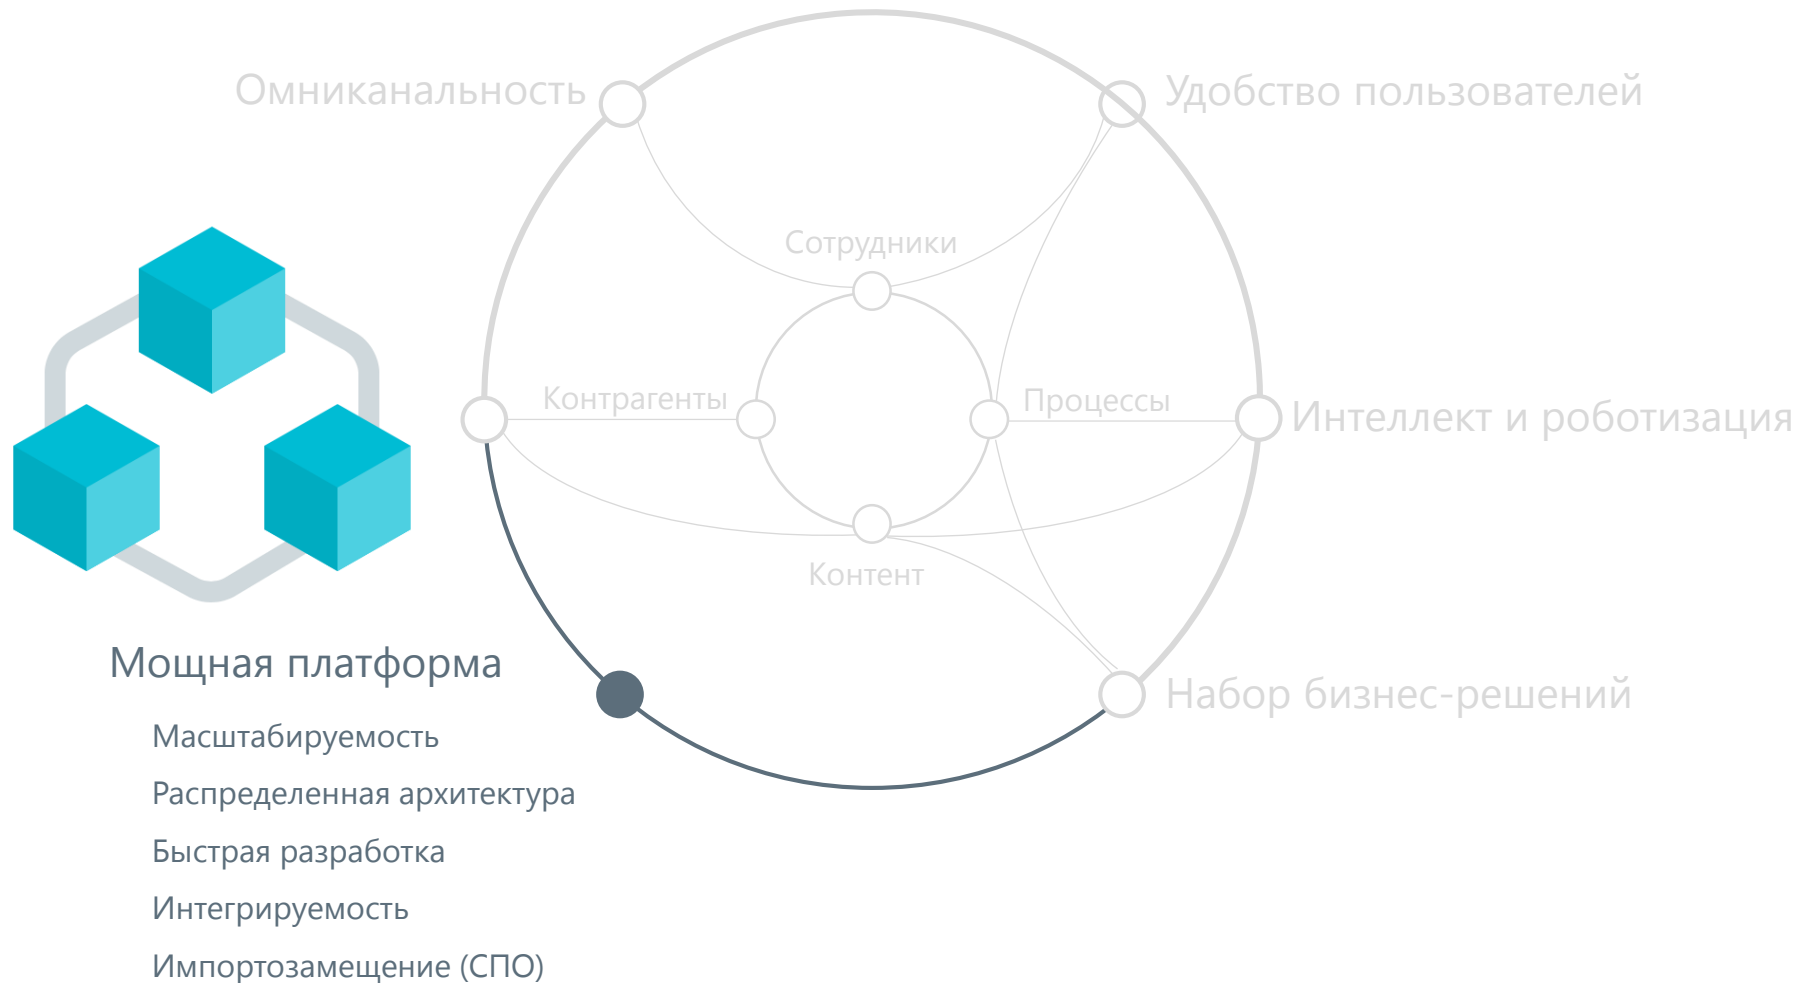 Омниканальность
Удобство пользователей
Сотрудники
Контрагенты
Процессы
Интеллект и роботизация
Контент
Мощная платформа
Набор бизнес-решений
Масштабируемость
Распределенная архитектура
Быстрая разработка
Интегрируемость
Импортозамещение (СПО)